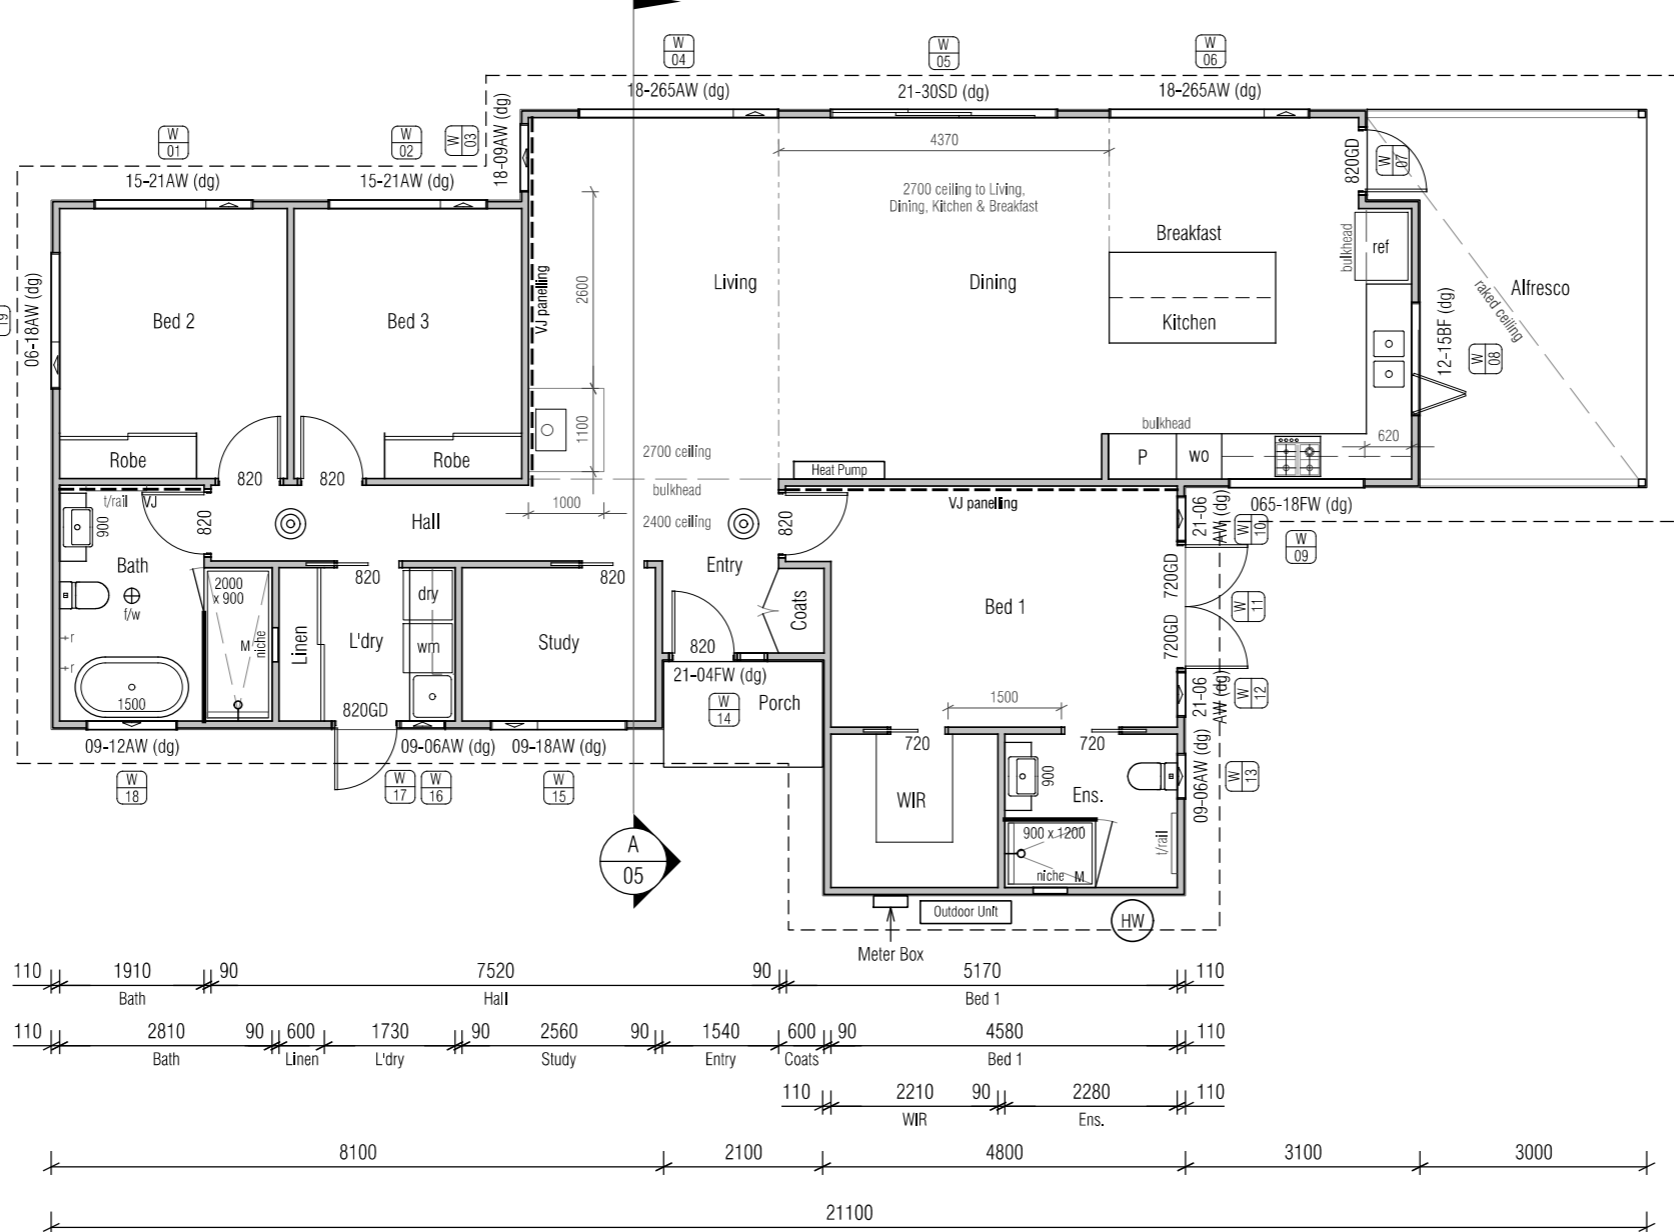 W
04
W
05
W
06
18-265AW (dg)
21-30SD (dg)
18-265AW (dg)
W
01
W
02
W
03
18-09AW (dg)
15-21AW (dg)
15-21AW (dg)
4370
820GD
W
07
2700 ceiling to Living,
Dining, Kitchen & Breakfast
Breakfast
bulkhead
ref
VJ panelling
2600
Living
Dining
Alfresco
raked ceiling
19
06-18AW (dg)
Bed 2
Bed 3
Kitchen
12-15BF (dg)
W
08
1100
bulkhead
620
Robe
Robe
2700 ceiling
Heat Pump
P
WO
820
820
bulkhead
t/rail
VJ
1000
2400 ceiling
VJ panelling
065-18FW (dg)
900
820
Hall
820
21-06
AW (dg)
W
10
W
09
Bath
f/w
2000
x 900
820
820
Entry
720GD
dry
Coats
Bed 1
W
11
r
r
M
niche
Linen
L'dry
wm
Study
820
720GD
1500
820GD
21-04FW (dg)
W
14
Porch
1500
21-06
AW (dg)
W
12
09-12AW (dg)
09-06AW (dg)
09-18AW (dg)
720
720
09-06AW (dg)
W
13
W
18
W
17
W
16
W
15
WIR
900
Ens.
A
05
900 x 1200
t/rail
niche
M
Outdoor Unit
HW
Meter Box
110 1910 90 7520 90 5170 110
Bath Hall Bed 1
110 2810 90 600 1730 90 2560 90 1540 600 90 4580 110
Bath Linen L'dry Study Entry Coats Bed 1
110 2210 90 2280 110
WIR Ens.
8100 2100 4800 3100 3000
21100